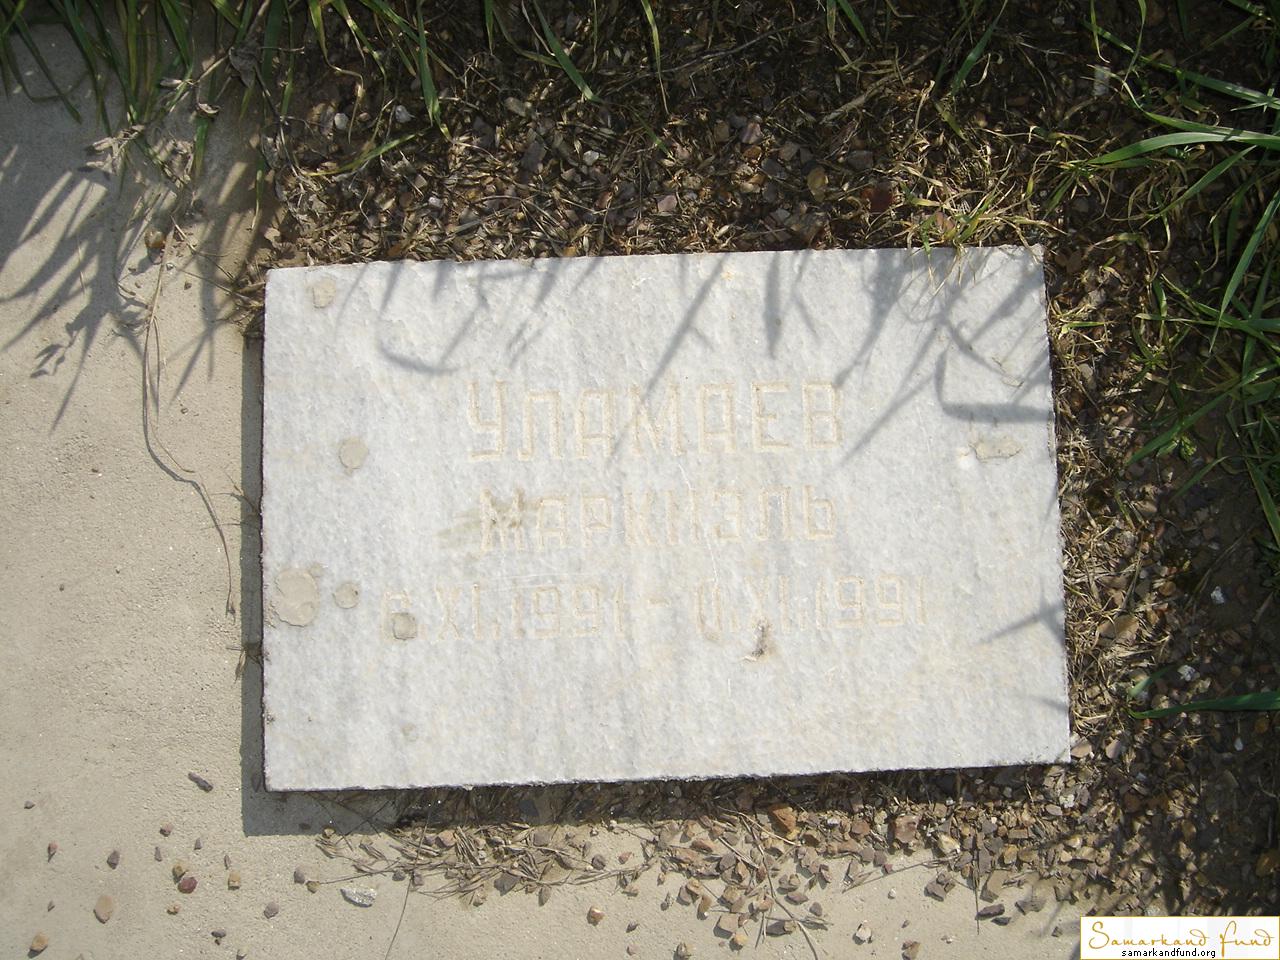 УЛАМАЕВ
МАРКИЭЛЬ
XI.1991 - XI.1991
Samarkand fund
samarkandfund.org